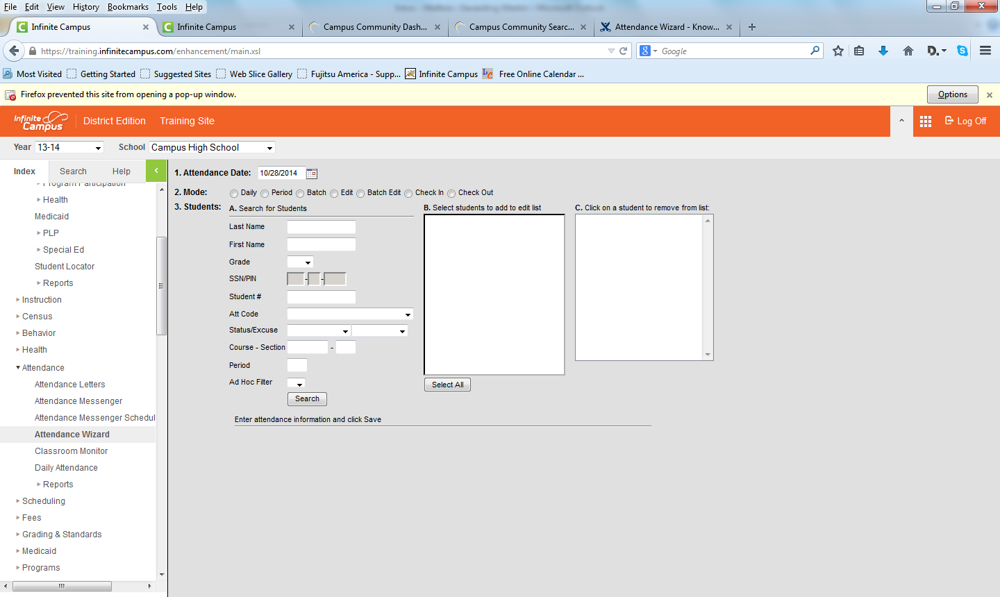 File Edit View History Bookmarks Tools Help
Infinite Campus
Infinite Campus
Campus Community Dash...
Campus Community Searc...
Attendance Wizard - Know...
https://training.infinitecampus.com/enhancement/main.xsl
Google
Most Visited Getting Started Suggested Sites Web Slice Gallery Fujitsu America - Supp... Infinite Campus Free Online Calendar ...
Firefox prevented this site from opening a pop-up window.
Options
Infinite Campus District Edition Training Site
Log Off
Year 13-14 School Campus High School
Index Search Help
Program Participation
Health
Medicaid
PLP
Special Ed
Student Locator
Reports
Instruction
Census
Behavior
Health
Attendance
Attendance Letters
Attendance Messenger
Attendance Messenger Schedul
Attendance Wizard
Classroom Monitor
Daily Attendance
Reports
Scheduling
Fees
Grading & Standards
Medicaid
Programs
1. Attendance Date: 10/28/2014
2. Mode: Daily Period Batch Edit Batch Edit Check In Check Out
3. Students: A. Search for Students
Last Name
First Name
Grade
SSN/PIN - -
Student #
Att Code
Status/Excuse
Course - Section -
Period
Ad Hoc Filter
Search
B. Select students to add to edit list
Select All
C. Click on a student to remove from list:
Enter attendance information and click Save